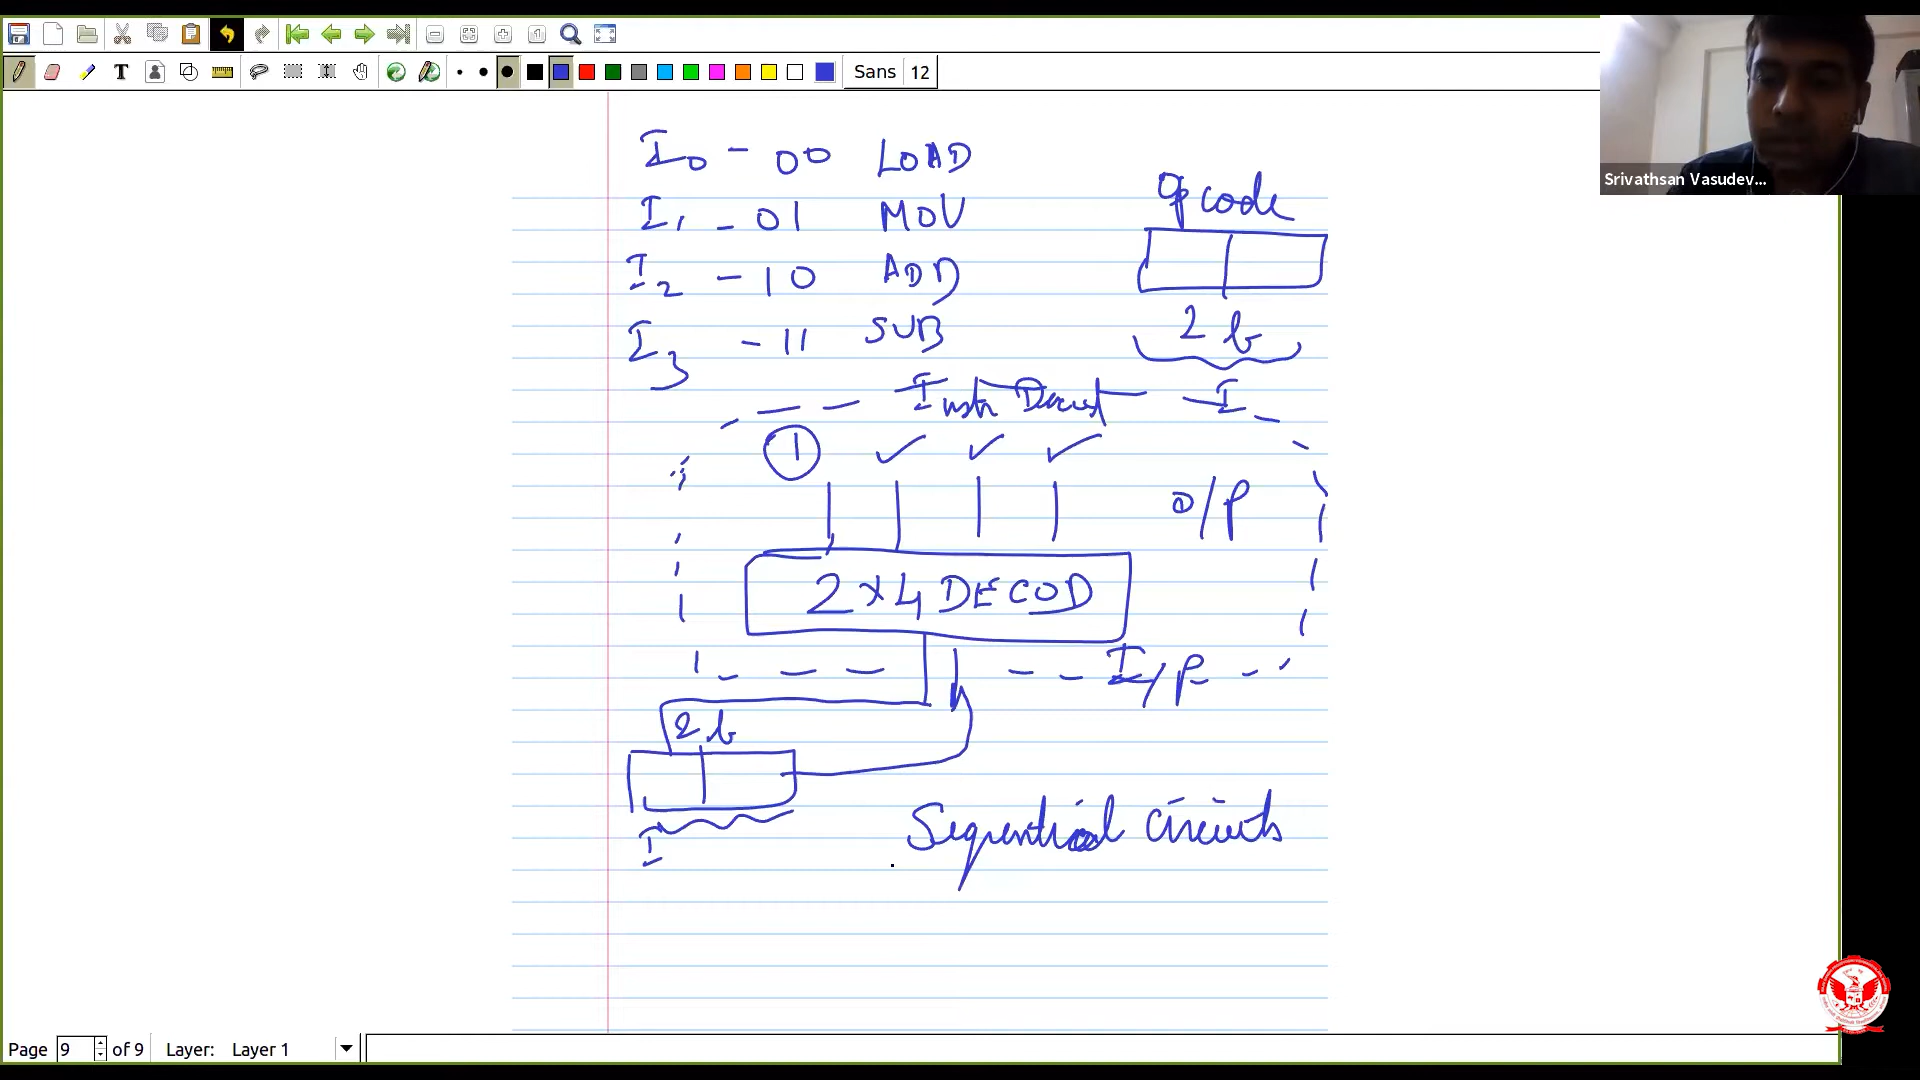 Sans 12
Srivathsan Vasudev...
I0 - 00 LOAD
I1 - 01 MOV
I2 - 10 ADD
I3 - 11 SUB
Opcode
2 b
I
Instr Decod
1
O/P
2x4 DECOD
I/P
2 b
I
Sequential circuits
Page 9 of 9 Layer: Layer 1